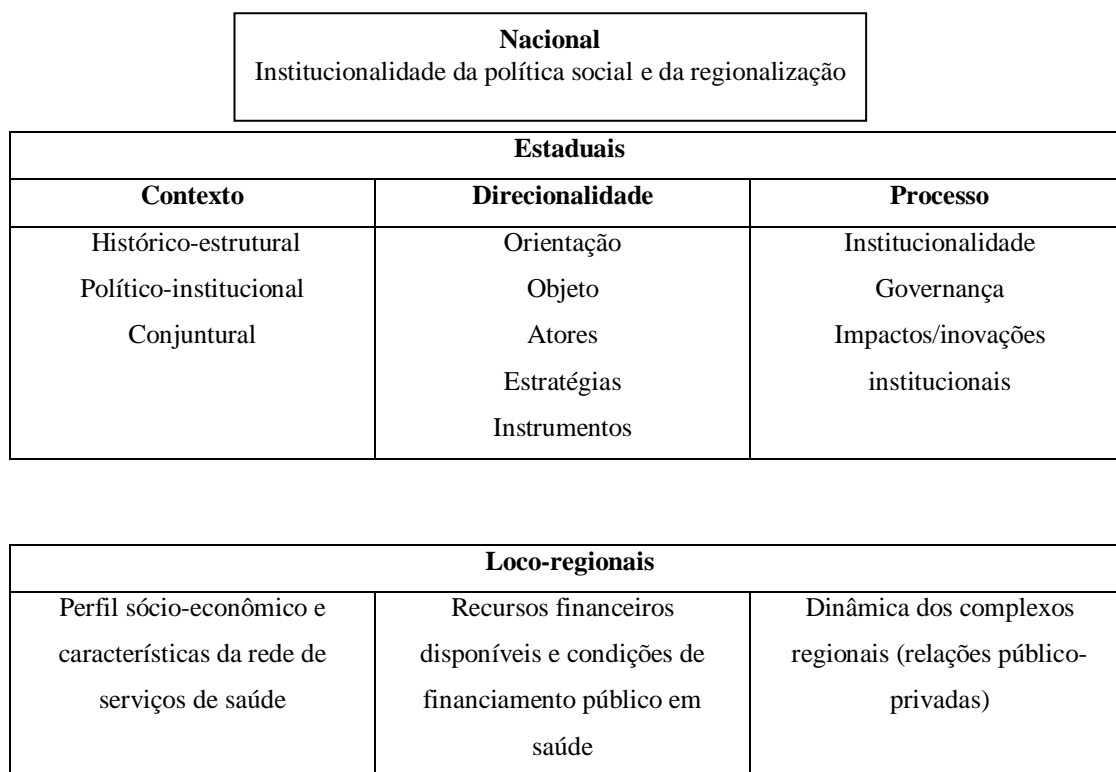 Nacional
Institucionalidade da política social e da regionalização
Estaduais
Contexto
Direcionalidade
Processo
Histórico-estrutural
Político-institucional
Conjuntural
Orientação
Objeto
Atores
Estratégias
Instrumentos
Institucionalidade
Governança
Impactos/inovações
institucionais
Loco-regionais
Perfil sócio-econômico e
características da rede de
serviços de saúde
Recursos financeiros
disponíveis e condições de
financiamento público em
saúde
Dinâmica dos complexos
regionais (relações público-
privadas)